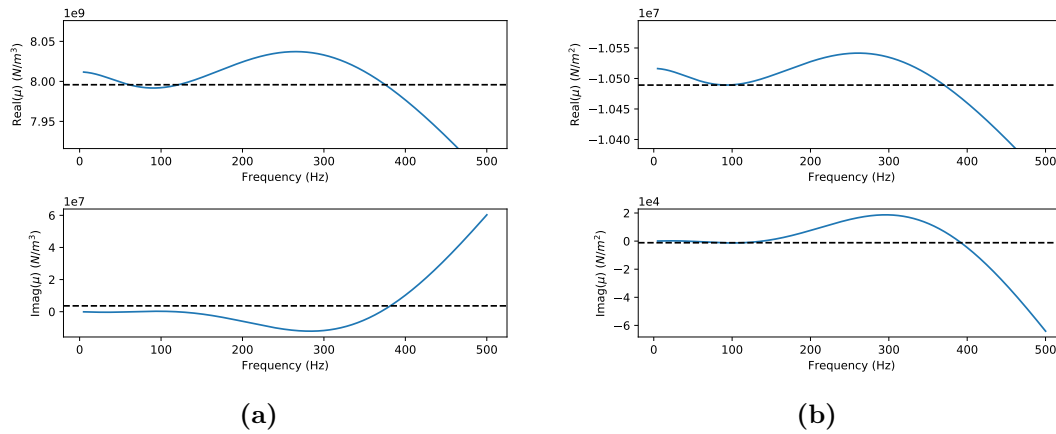 1e9
8.05
8.00
7.95
Real(μ) (N/m³)
0 100 200 300 400 500
Frequency (Hz)
1e7
6
4
2
0
Imag(μ) (N/m³)
0 100 200 300 400 500
Frequency (Hz)
(a)
−1e7
−1.055
−1.050
−1.045
−1.040
Real(μ) (N/m²)
0 100 200 300 400 500
Frequency (Hz)
1e4
2
0
−2
−4
−6
Imag(μ) (N/m²)
0 100 200 300 400 500
Frequency (Hz)
(b)